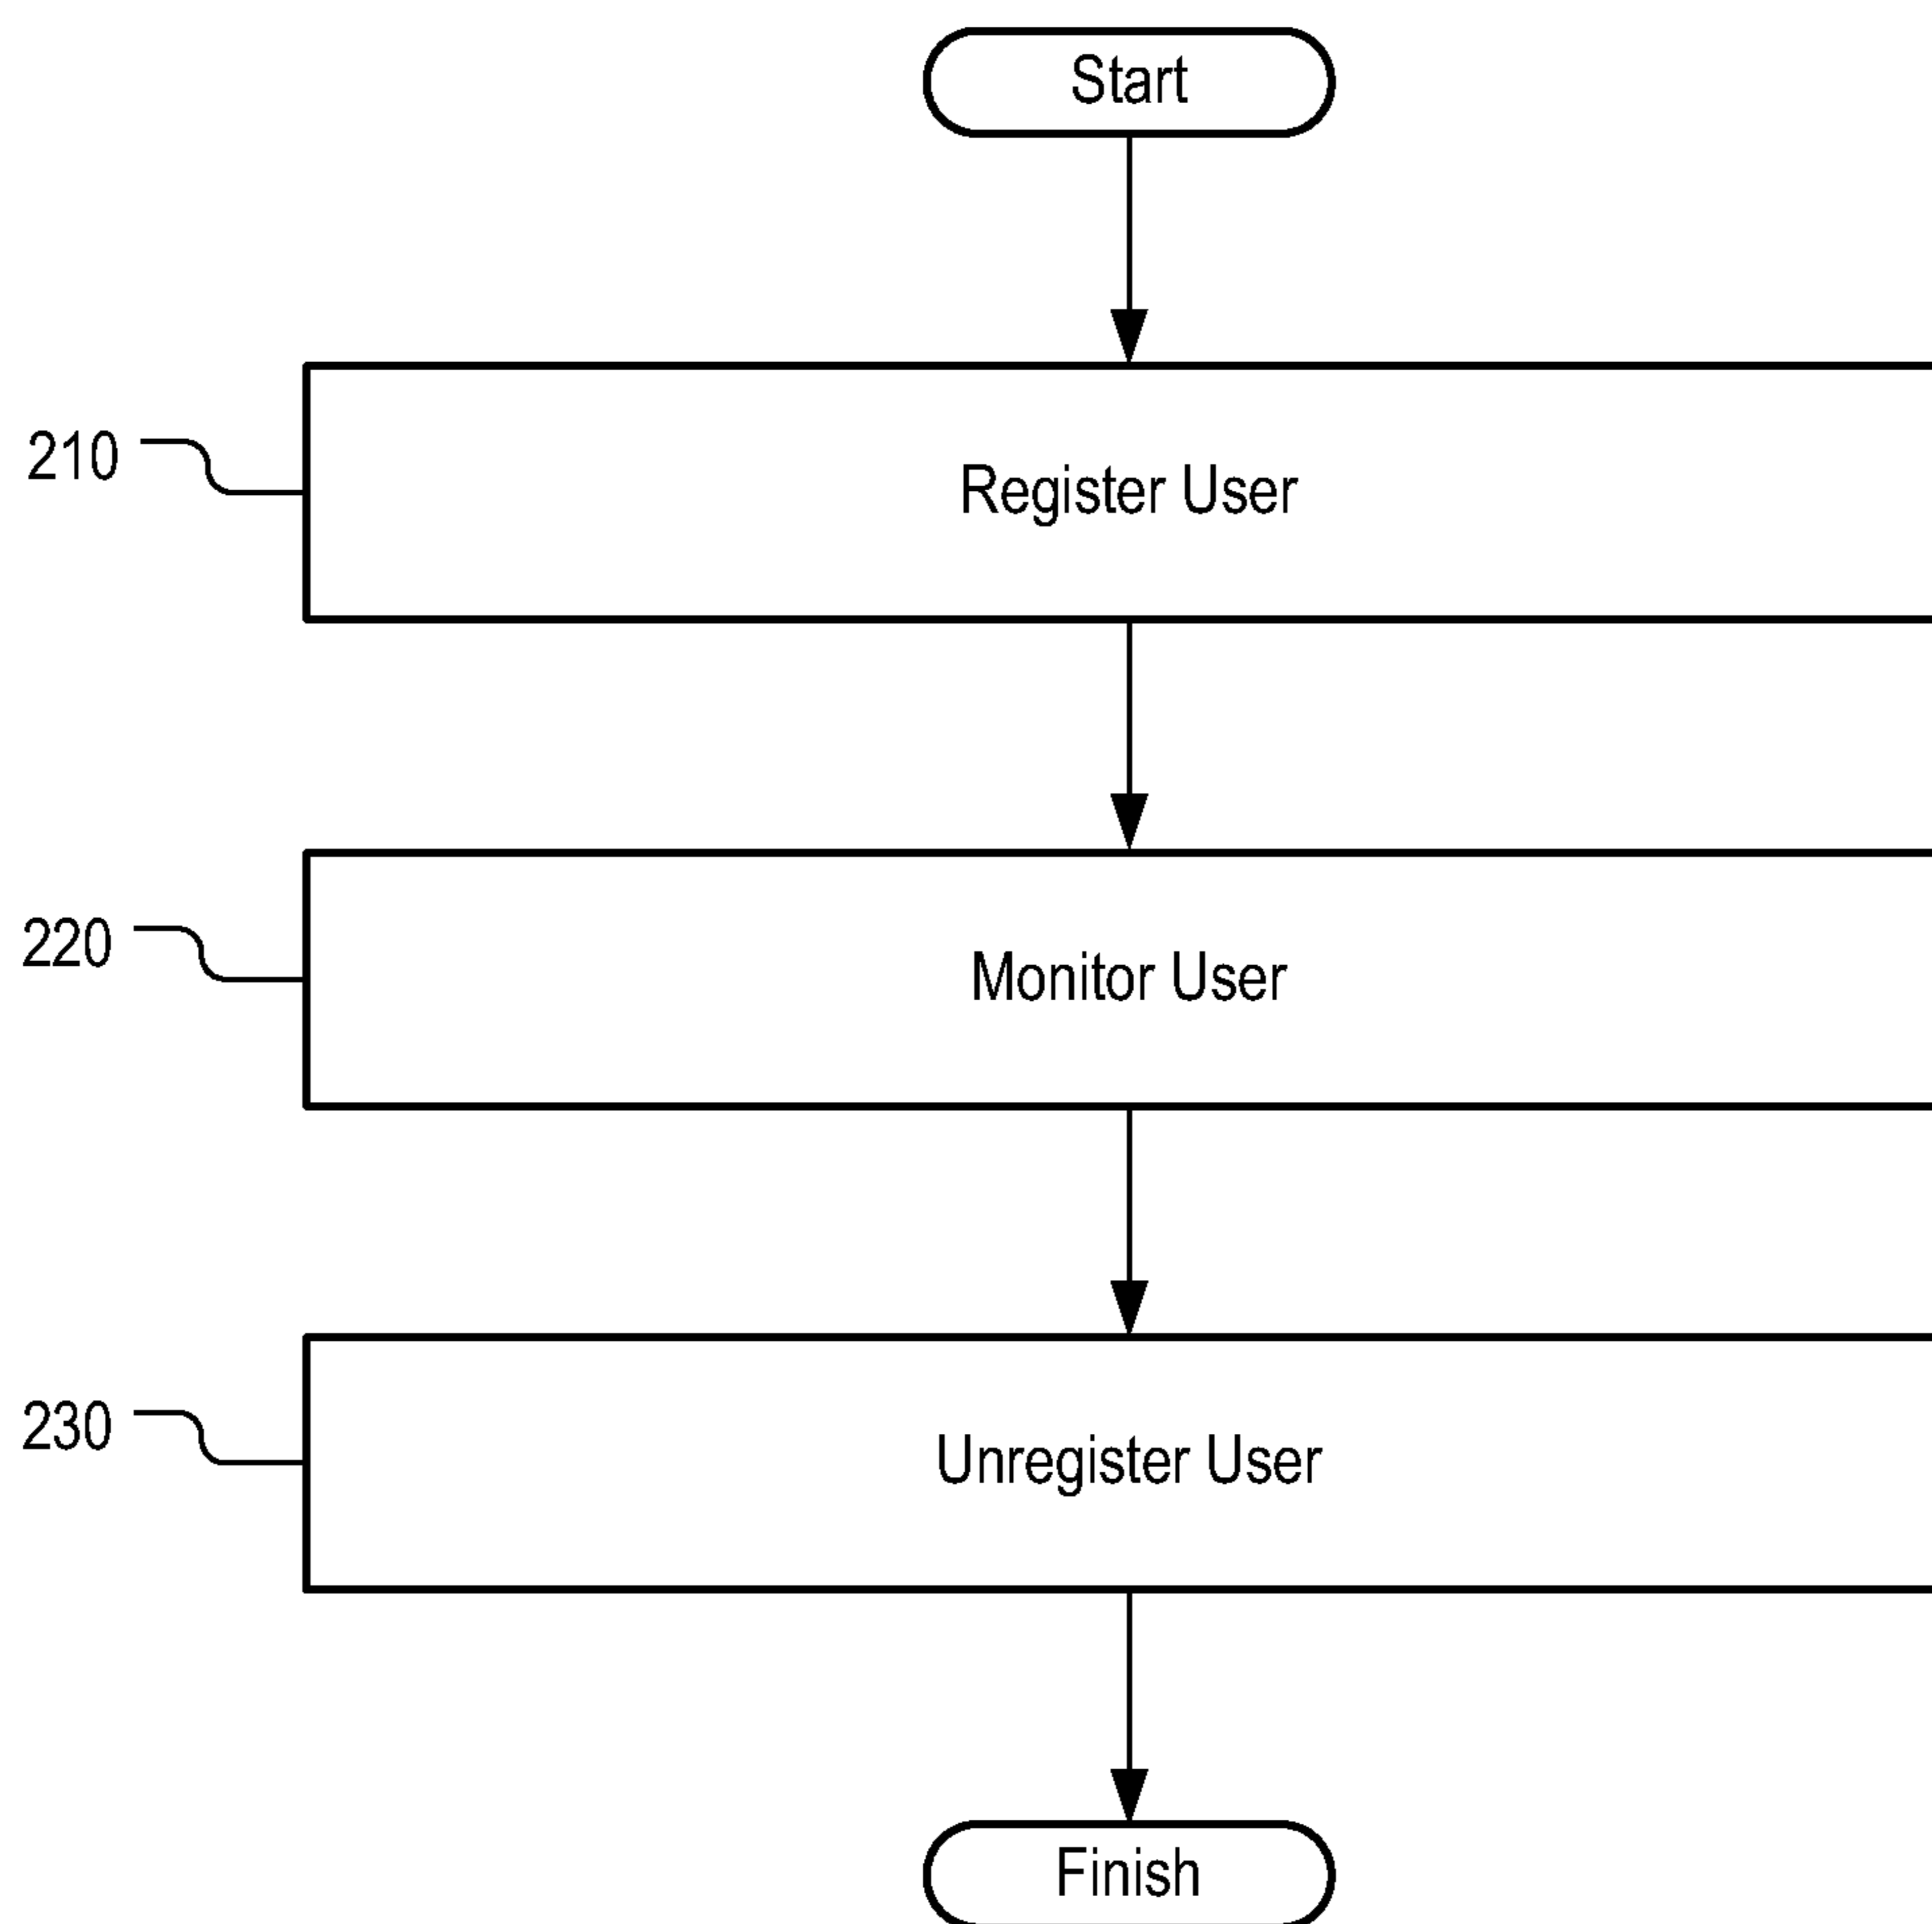 Start
210
Register User
220
Monitor User
230
Unregister User
Finish